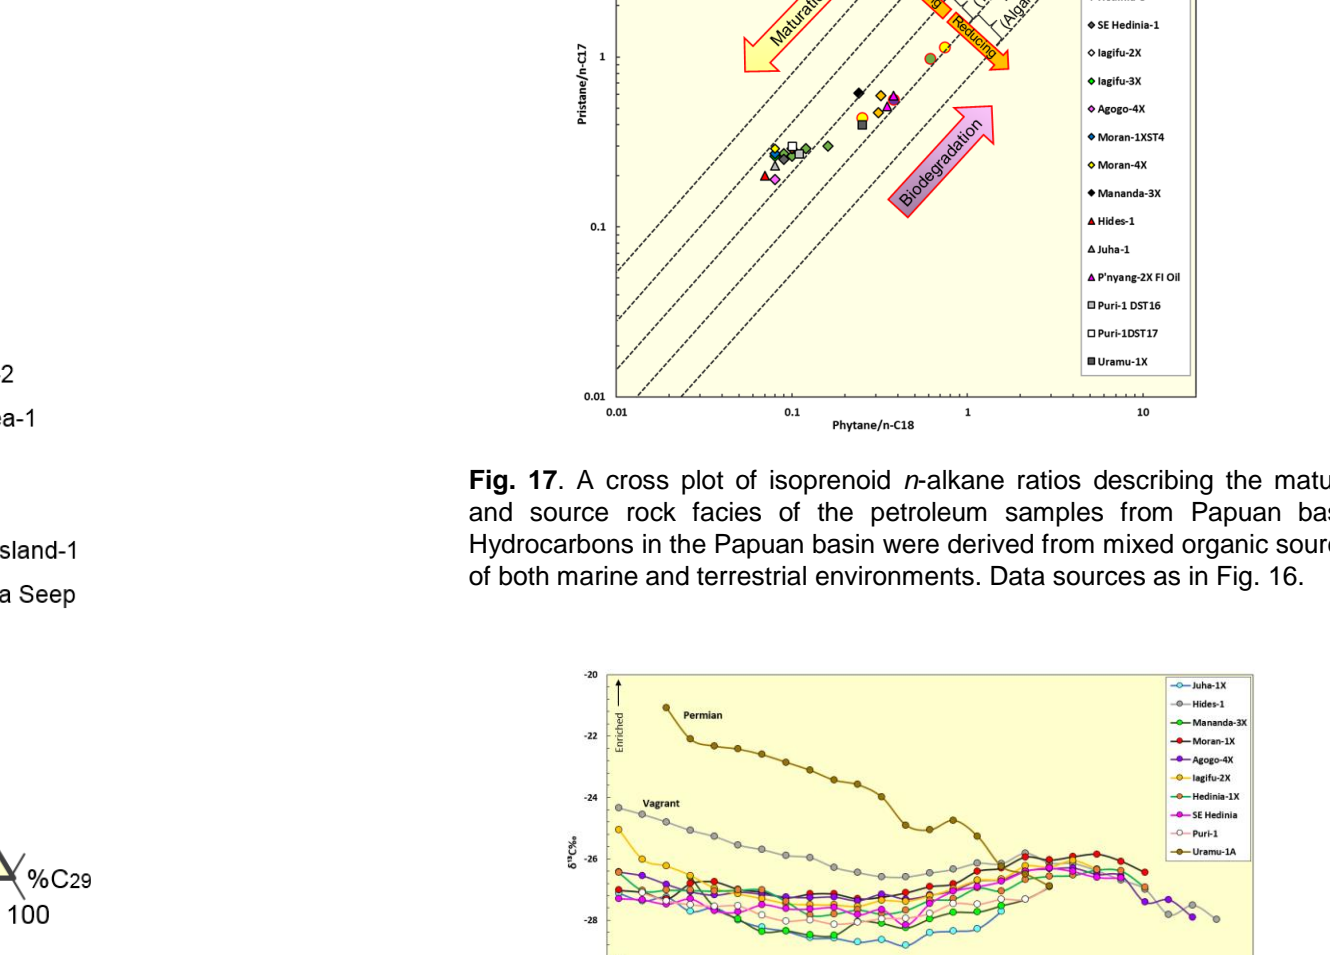 -2
ea-1
sland-1
a Seep
%C29
100
Maturatio
ng
Reducing
(Algal
Biodegradation
Pristane/n-C17
1
0.1
0.01
0.01
0.1
1
10
Phytane/n-C18
SE Hedinia-1
Iagifu-2X
Iagifu-3X
Agogo-4X
Moran-1XST4
Moran-4X
Mananda-3X
Hides-1
Juha-1
P'nyang-2X FI Oil
Puri-1 DST16
Puri-1DST17
Uramu-1X
Fig. 17. A cross plot of isoprenoid n-alkane ratios describing the matu
and source rock facies of the petroleum samples from Papuan bas
Hydrocarbons in the Papuan basin were derived from mixed organic sourc
of both marine and terrestrial environments. Data sources as in Fig. 16.
-20
-22
-24
-26
-28
δ¹³C‰
Enriched
Permian
Vagrant
Juha-1X
Hides-1
Mananda-3X
Moran-1X
Agogo-4X
Iagifu-2X
Hedinia-1X
SE Hedinia
Puri-1
Uramu-1A